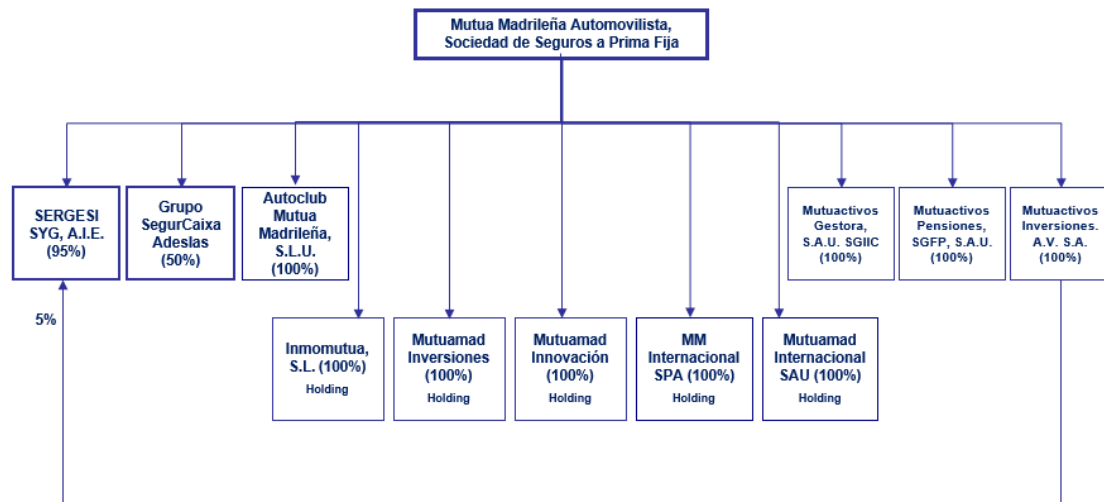 Mutua Madrileña Automovilista,
Sociedad de Seguros a Prima Fija
SERGESI
SYG, A.I.E.
(95%)
Grupo
SegurCaixa
Adeslas
(50%)
Autoclub
Mutua
Madrileña,
S.L.U.
(100%)
Mutuactivos
Gestora,
S.A.U. SGIIC
(100%)
Mutuactivos
Pensiones,
SGFP, S.A.U.
(100%)
Mutuactivos
Inversiones.
A.V. S.A.
(100%)
5%
Inmomutua,
S.L. (100%)
Holding
Mutuamad
Inversiones
(100%)
Holding
Mutuamad
Innovación
(100%)
Holding
MM
Internacional
SPA (100%)
Holding
Mutuamad
Internacional
SAU (100%)
Holding